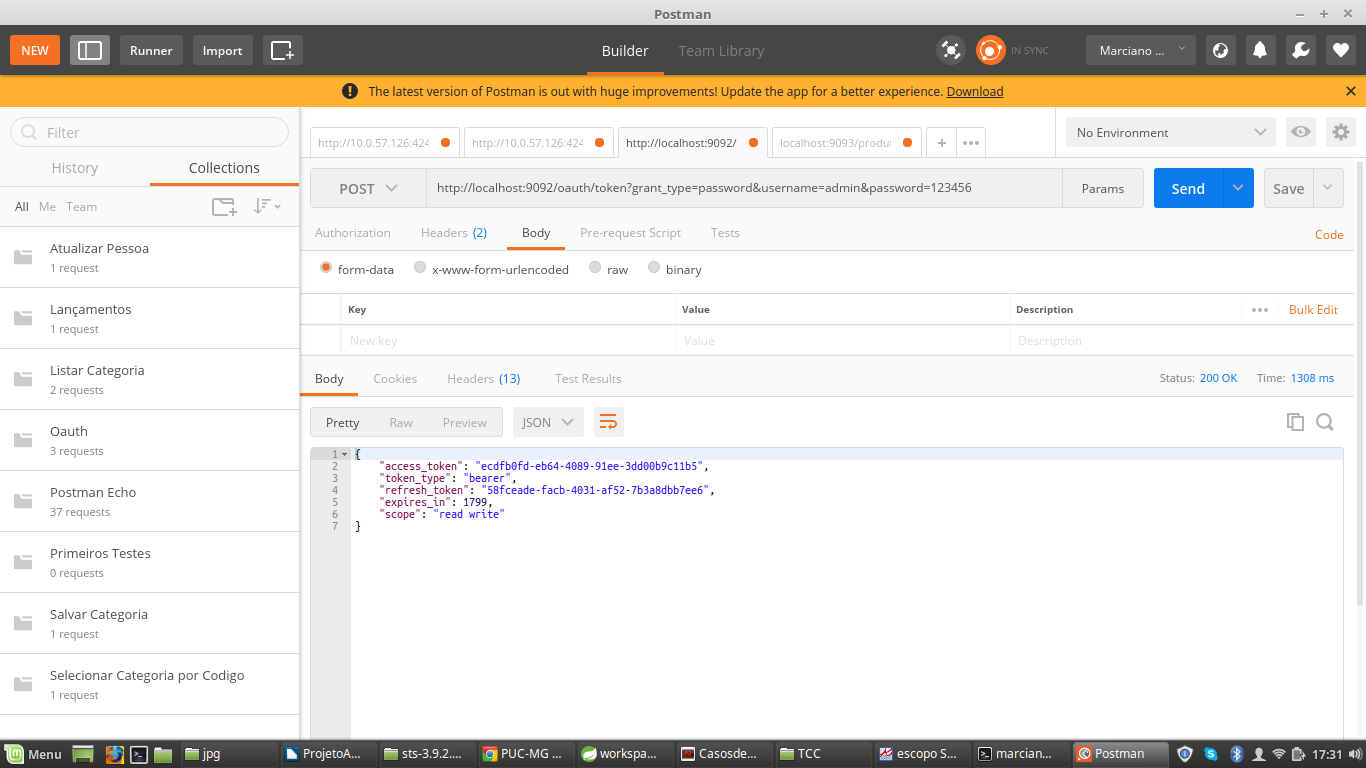 Postman
NEW Runner Import Builder Team Library IN SYNC Marciano ...
The latest version of Postman is out with huge improvements! Update the app for a better experience. Download
Filter
History Collections
All Me Team
Atualizar Pessoa
1 request
Lançamentos
1 request
Listar Categoria
2 requests
Oauth
3 requests
Postman Echo
37 requests
Primeiros Testes
0 requests
Salvar Categoria
1 request
Selecionar Categoria por Codigo
1 request
http://10.0.57.126:424 http://10.0.57.126:424 http://localhost:9092/ localhost:9093/produ + •••
No Environment
POST http://localhost:9092/oauth/token?grant_type=password&username=admin&password=123456 Params Send Save
Authorization Headers (2) Body Pre-request Script Tests Code
form-data x-www-form-urlencoded raw binary
Key Value Description ••• Bulk Edit
New key Value Description
Body Cookies Headers (13) Test Results Status: 200 OK Time: 1308 ms
Pretty Raw Preview JSON
1 {
2 "access_token": "ecdfb0fd-eb64-4089-91ee-3dd00b9c11b5",
3 "token_type": "bearer",
4 "refresh_token": "58fceade-facb-4031-af52-7b3a8dbb7ee6",
5 "expires_in": 1799,
6 "scope": "read write"
7 }
Menu jpg ProjetoA... sts-3.9.2.... PUC-MG ... workspa... Casosde... TCC escopo S... marcian... Postman 17:31